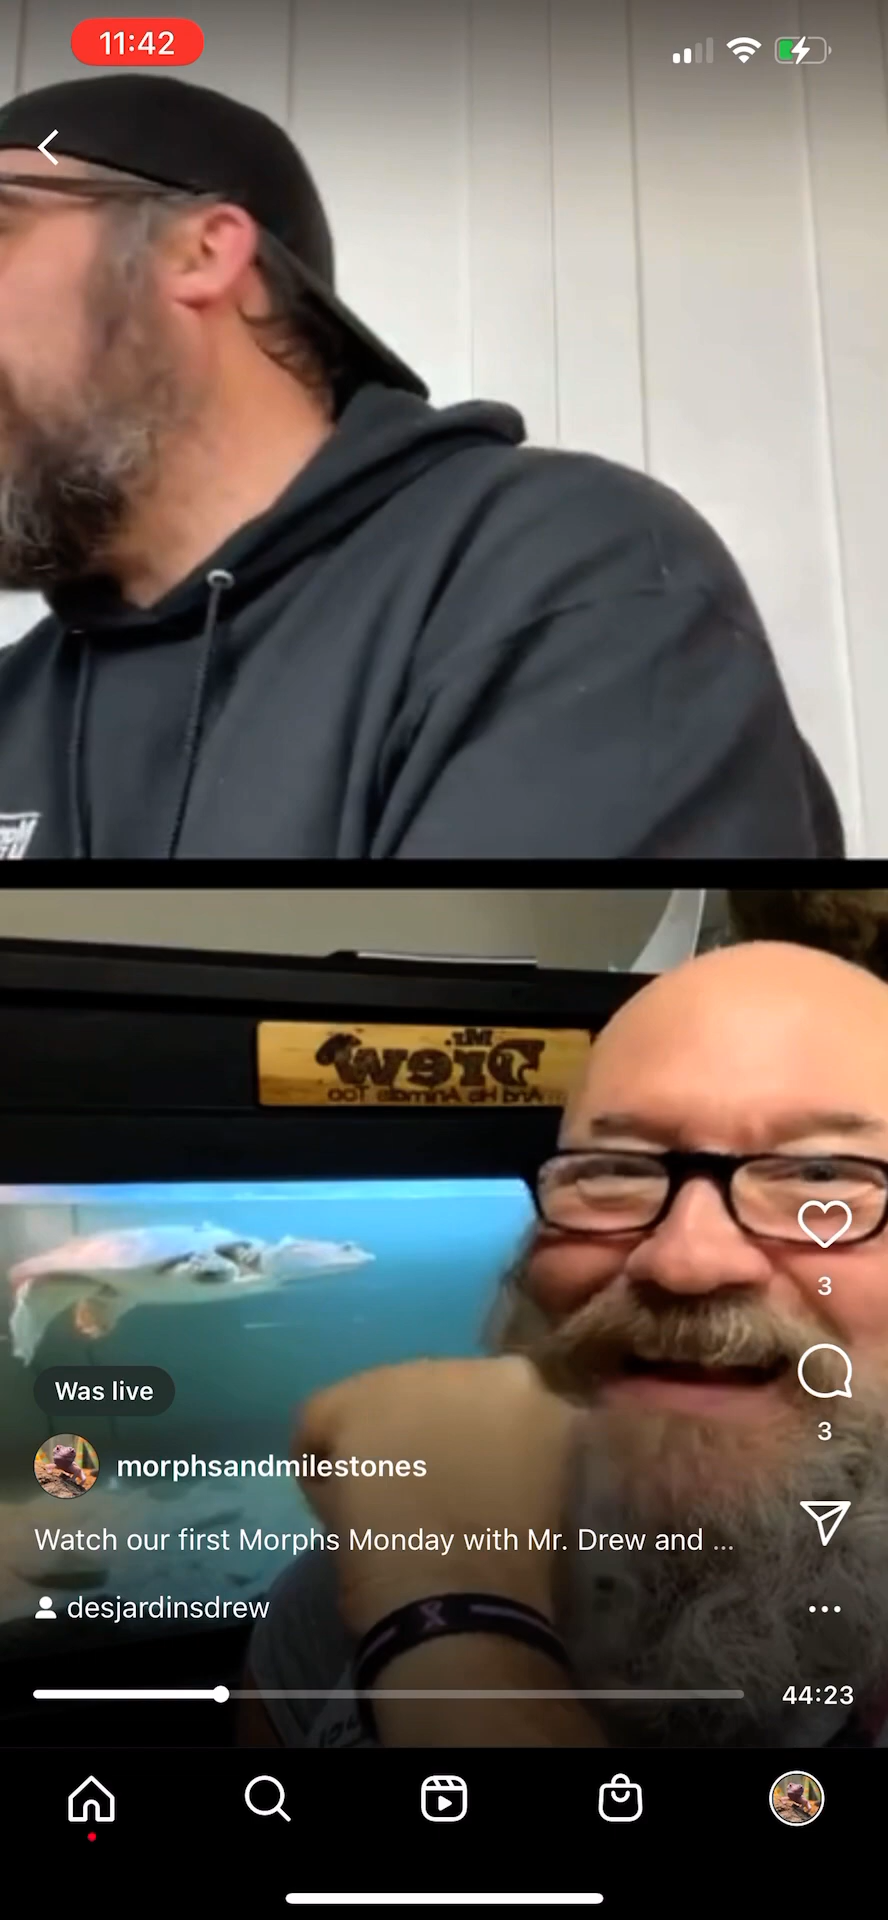 11:42
Mr.
Drew
And His Animals Too
Was live
morphsandmilestones
Watch our first Morphs Monday with Mr. Drew and ...
desjardinsdrew
3
3
44:23